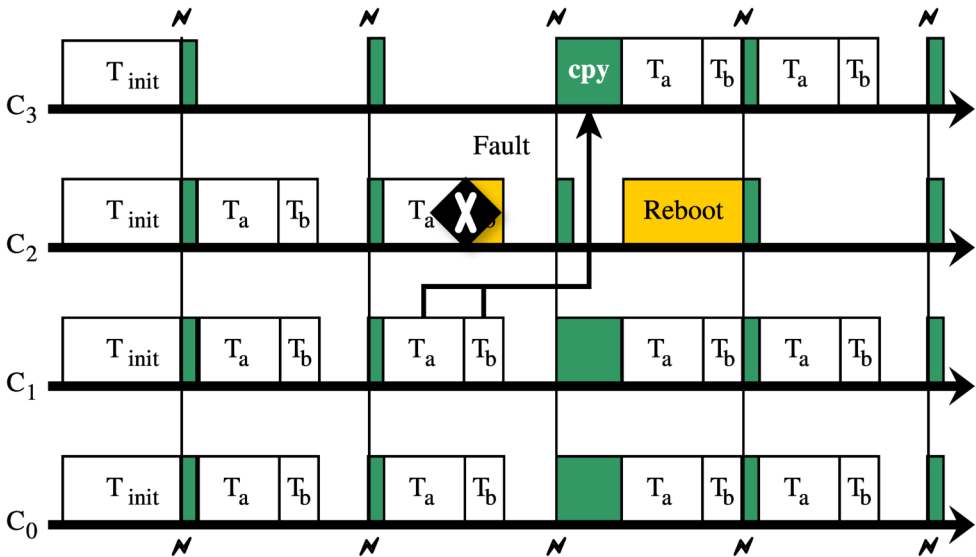 T init cpy Ta Tb Ta Tb
C3
Fault
T init Ta Tb Ta X b Reboot
C2
T init Ta Tb Ta Tb Ta Tb Ta Tb
C1
T init Ta Tb Ta Tb Ta Tb Ta Tb
C0